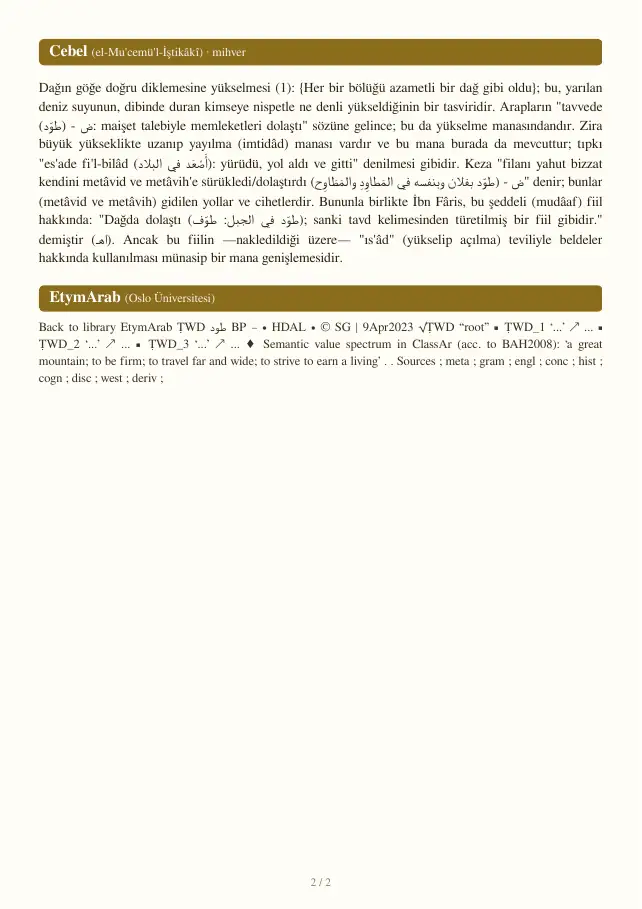 Cebel (el-Mu'cemü'l-İştikâkî) · mihver
Dağın göğe doğru diklemesine yükselmesi (1): {Her bir bölüğü azametli bir dağ gibi oldu}; bu, yarılan
deniz suyunun, dibinde duran kimseye nispetle ne denli yükseldiğinin bir tasviridir. Arapların "tavvede
(طوّد) - ض: maişet talebiyle memleketleri dolaştı" sözüne gelince; bu da yükselme manasındandır. Zira
büyük yükseklikte uzanıp yayılma (imtidâd) manası vardır ve bu mana burada da mevcuttur; tıpkı
"es'ade fi'l-bilâd (أَصْعَد في البلاد): yürüdü, yol aldı ve gitti" denilmesi gibidir. Keza "filanı yahut bizzat
kendini metâvid ve metâvih'e sürükledi/dolaştırdı (طوّد بفلان وبنفسه في المَطاوِدِ والمَطَاوِح) - ض" denir; bunlar
(metâvid ve metâvih) gidilen yollar ve cihetlerdir. Bununla birlikte İbn Fâris, bu şeddeli (mudâaf) fiil
hakkında: "Dağda dolaştı (طوّد في الجبل: طوّف); sanki tavd kelimesinden türetilmiş bir fiil gibidir."
demiştir (اهـ). Ancak bu fiilin —nakledildiği üzere— "ıs'âd" (yükselip açılma) teviliyle beldeler
hakkında kullanılması münasip bir mana genişlemesidir.
EtymArab (Oslo Üniversitesi)
Back to library EtymArab ṬWD طود BP – • HDAL • © SG | 9Apr2023 √ṬWD “root” ▪ ṬWD_1 ‘...’ ↗ ... ▪
ṬWD_2 ‘...’ ↗ ... ▪ ṬWD_3 ‘...’ ↗ ... ♦ Semantic value spectrum in ClassAr (acc. to BAH2008): ‘a great
mountain; to be firm; to travel far and wide; to strive to earn a living’ . . Sources ; meta ; gram ; engl ; conc ; hist ;
cogn ; disc ; west ; deriv ;
2 / 2